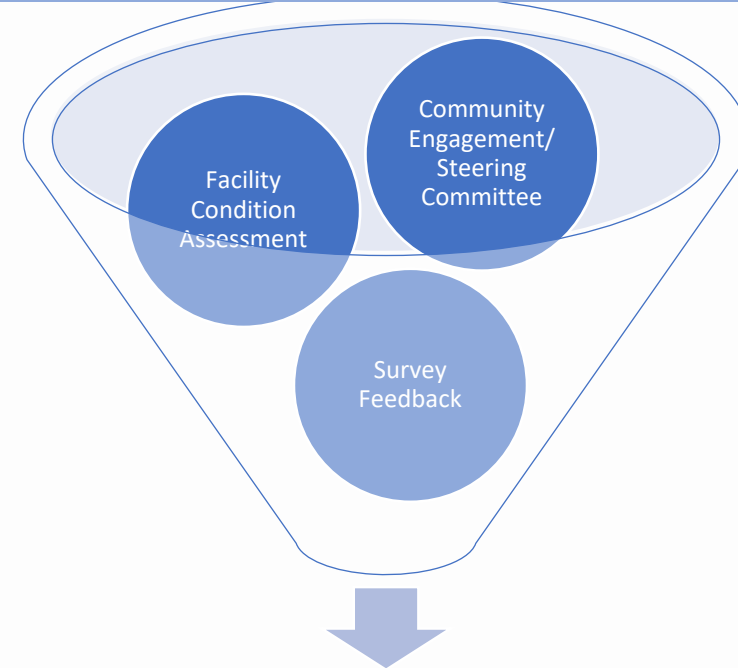 Community
Engagement/
Steering
Committee
Facility
Condition
Assessment
Survey
Feedback